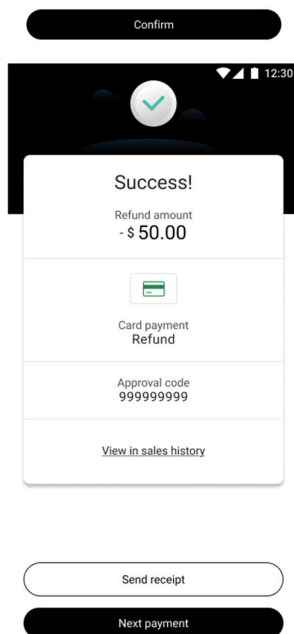 Confirm
12:30
Success!
Refund amount
- $ 50.00
Card payment
Refund
Approval code
999999999
View in sales history
Send receipt
Next payment